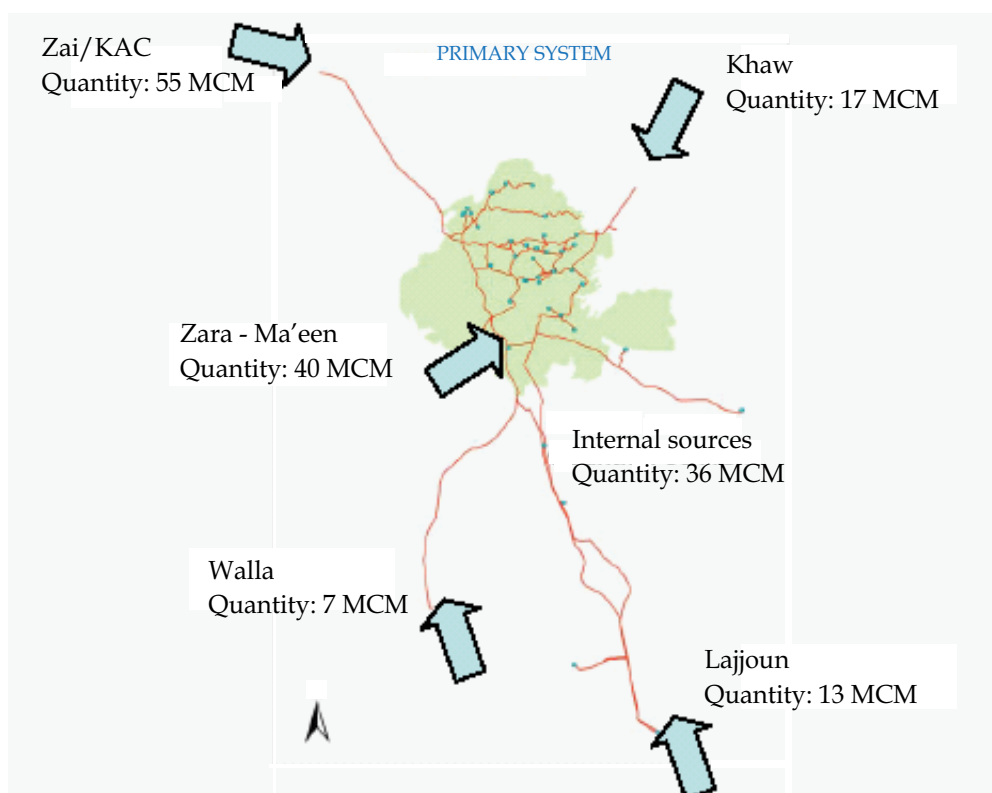 Zai/KAC
Quantity: 55 MCM
PRIMARY SYSTEM
Khaw
Quantity: 17 MCM
Zara - Ma’een
Quantity: 40 MCM
Internal sources
Quantity: 36 MCM
Walla
Quantity: 7 MCM
Lajjoun
Quantity: 13 MCM